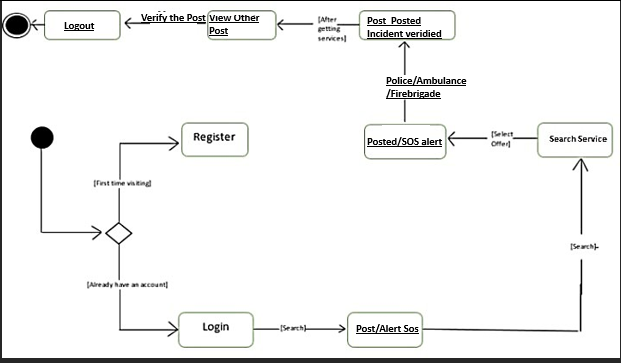 Logout
Verify the Post
View Other
Post
[After
getting
services]
Post Posted
Incident veridied
Police/Ambulance
/Firebrigade
Register
Posted/SOS alert
[Select
Offer]
Search Service
[First time visiting]
[Search]
[Already have an account]
Login
[Search]
Post/Alert Sos